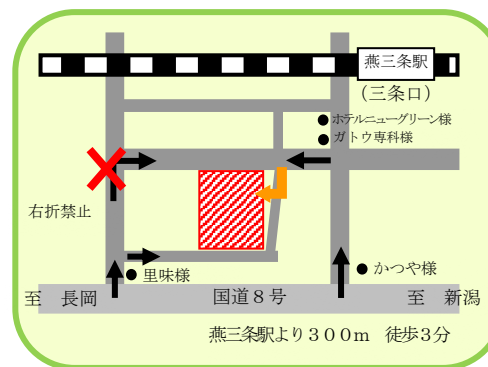 燕三条駅
（三条口）
ホテルニューグリーン様
ガトウ専科様
右折禁止
里味様
かつや様
至　長岡
国道８号
至　新潟
燕三条駅より３００ｍ　徒歩３分